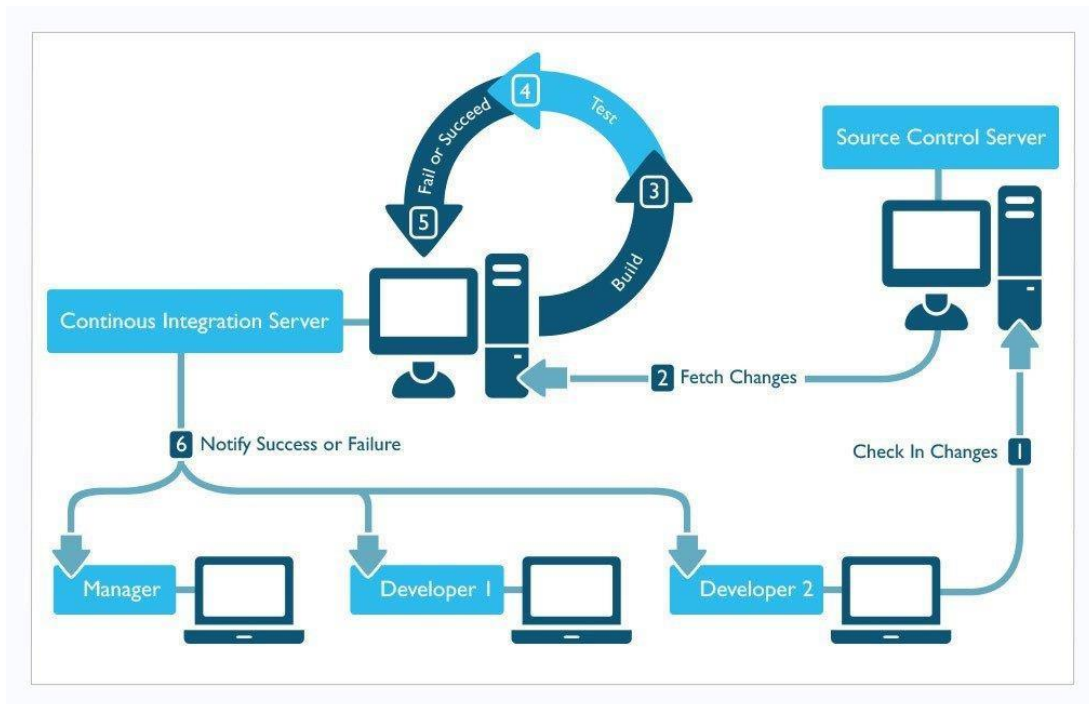 4
Test
Fail or Succeed
Source Control Server
3
5
Build
Continous Integration Server
2 Fetch Changes
6 Notify Success or Failure
Check In Changes 1
Manager
Developer 1
Developer 2